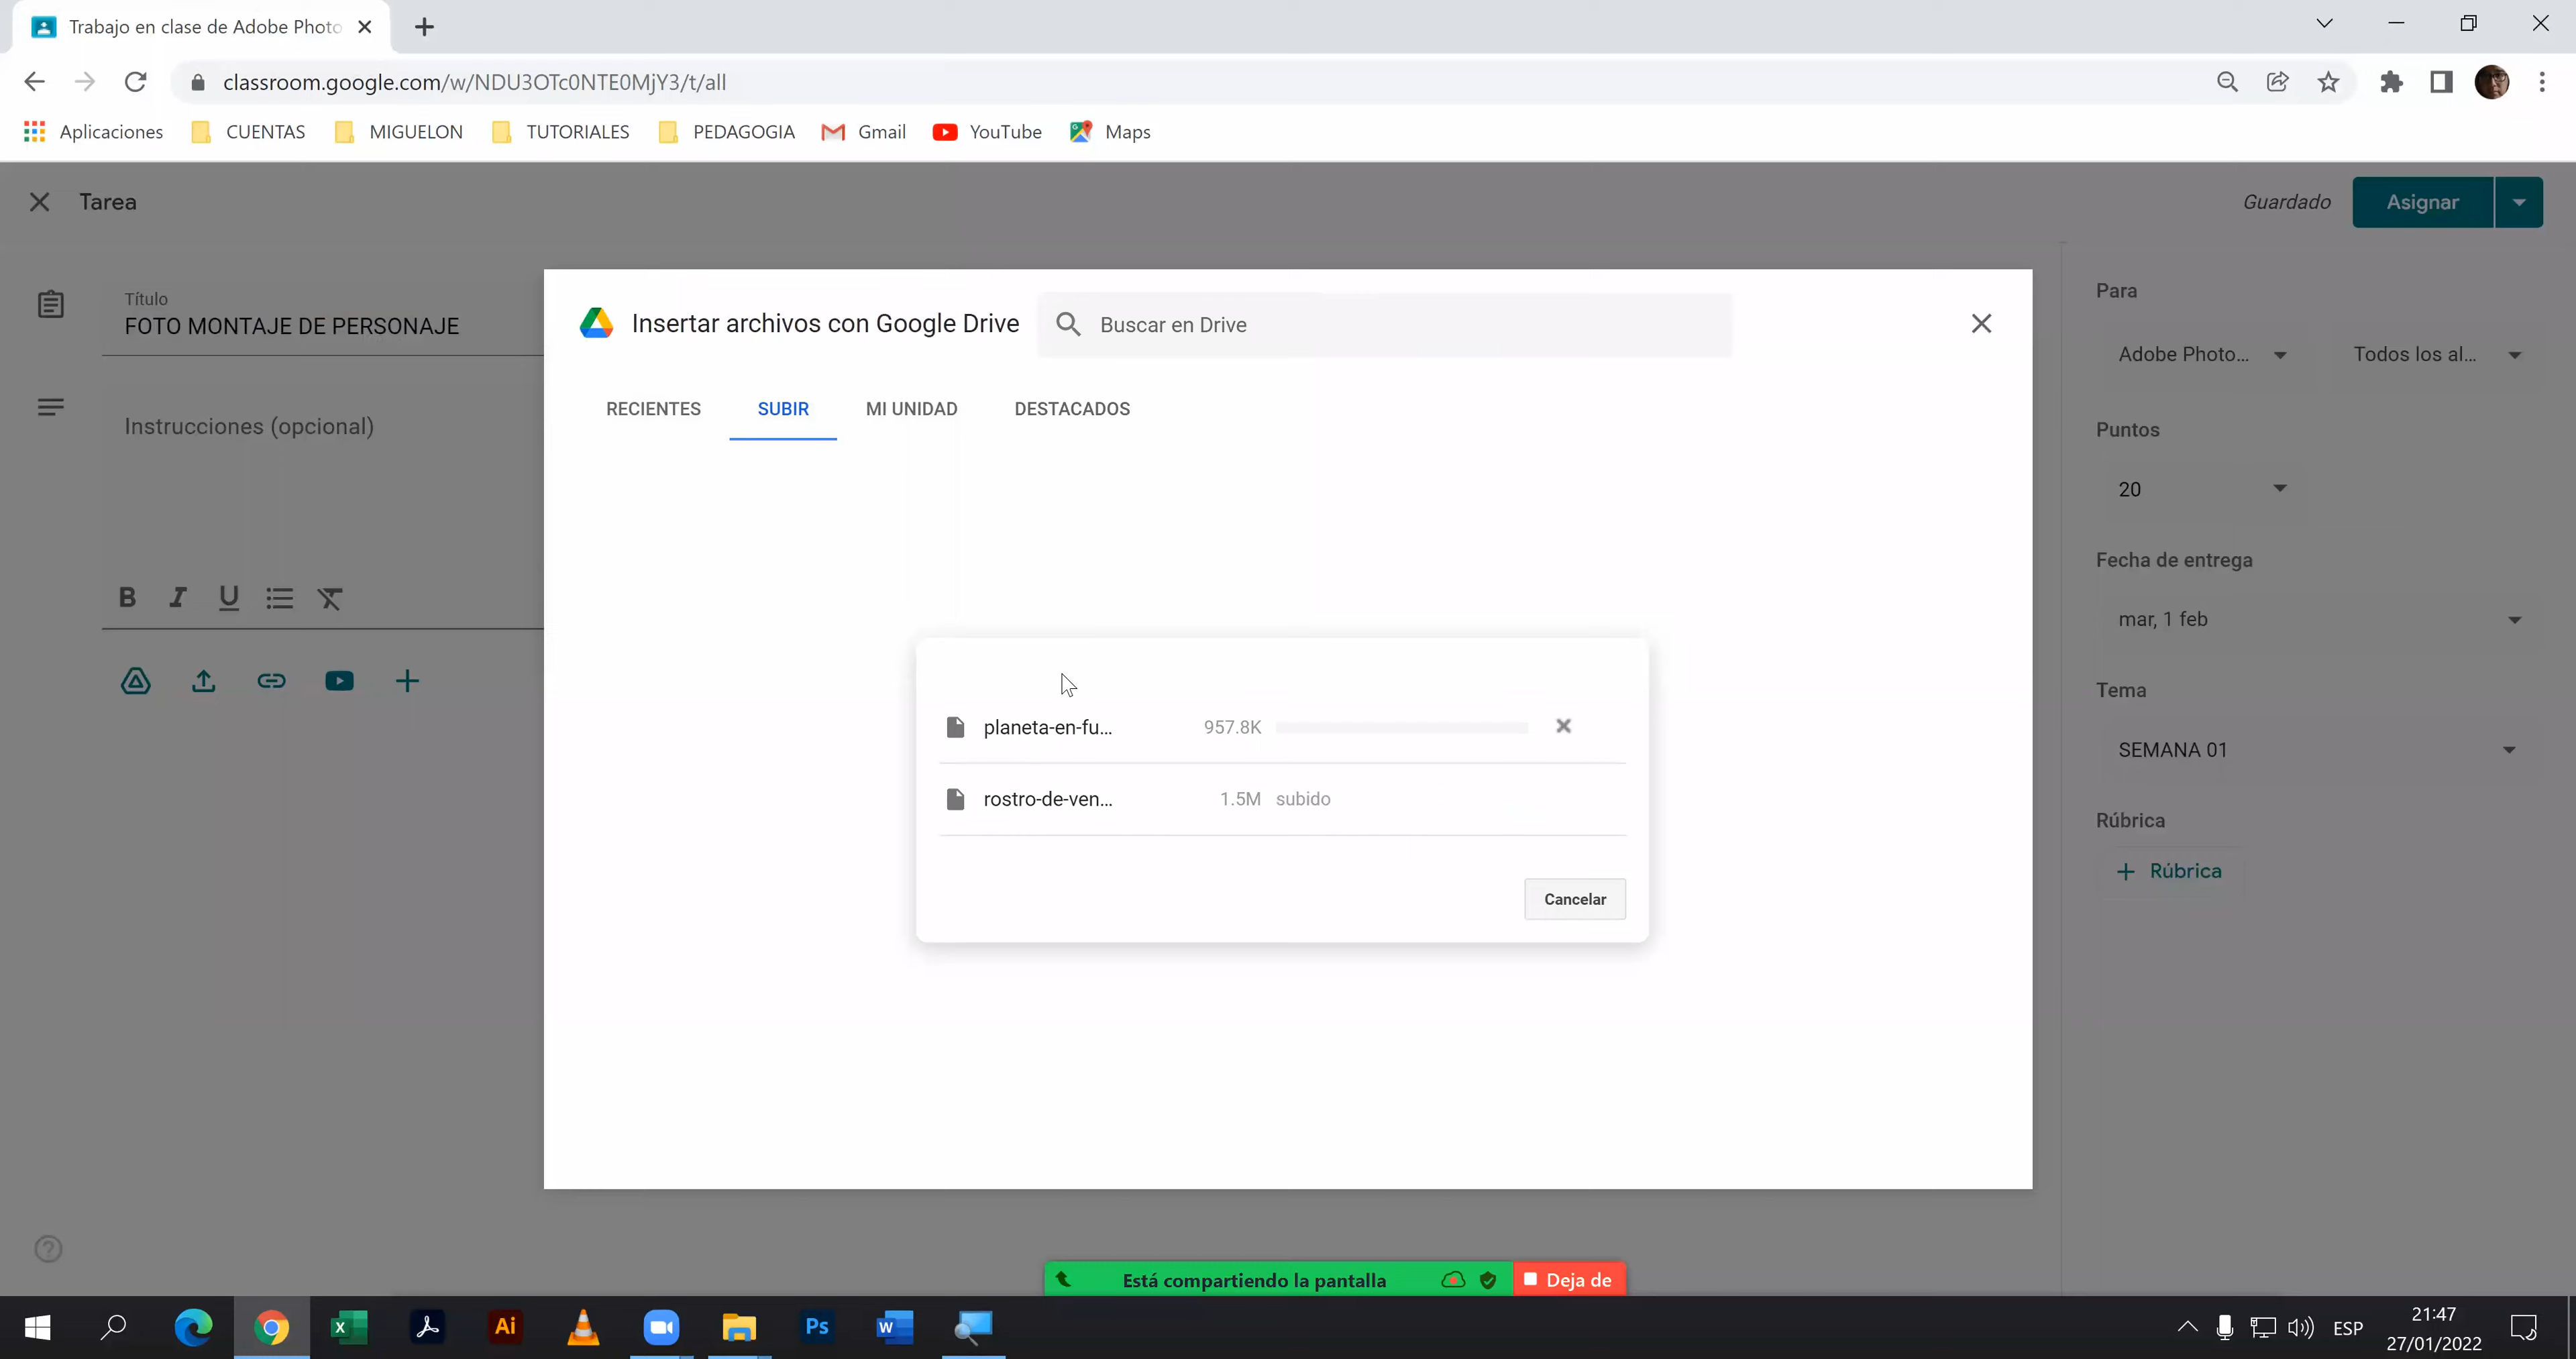 Trabajo en clase de Adobe Photo
classroom.google.com/w/NDU3OTc0NTE0MjY3/t/all
Aplicaciones CUENTAS MIGUELON TUTORIALES PEDAGOGIA Gmail YouTube Maps
Tarea
Guardado
Asignar
Título
FOTO MONTAJE DE PERSONAJE
Instrucciones (opcional)
B I U
Insertar archivos con Google Drive
Buscar en Drive
RECIENTES SUBIR MI UNIDAD DESTACADOS
planeta-en-fu... 957.8K
rostro-de-ven... 1.5M subido
Cancelar
Para
Adobe Photo... Todos los al...
Puntos
20
Fecha de entrega
mar, 1 feb
Tema
SEMANA 01
Rúbrica
Rúbrica
Está compartiendo la pantalla
Deja de
Ai Ps
ESP
21:47
27/01/2022